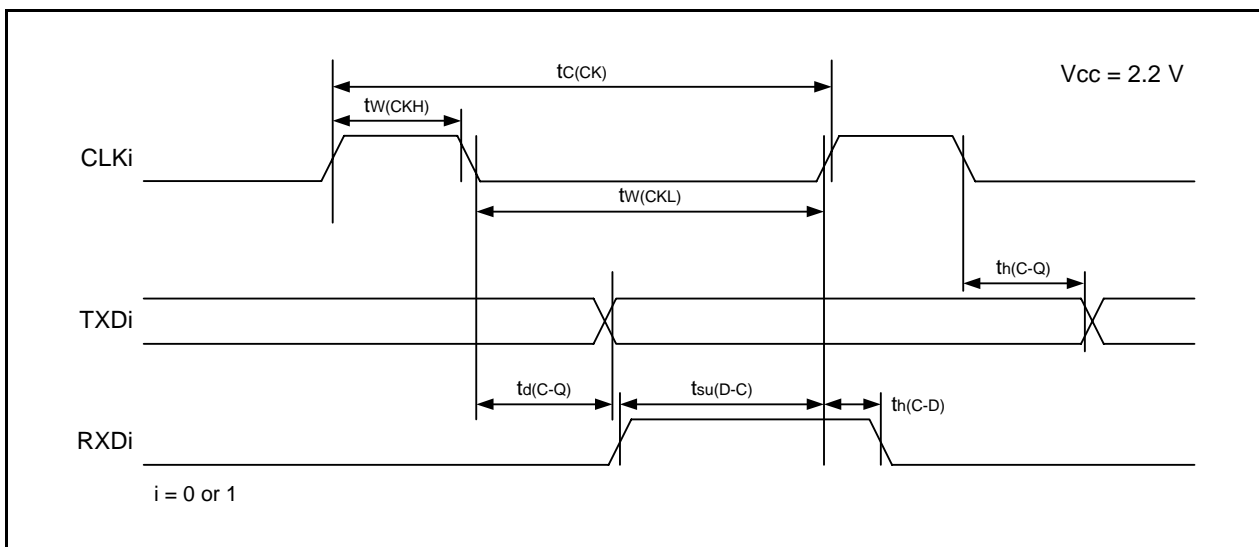 tC(CK)
Vcc = 2.2 V
tW(CKH)
CLKi
tW(CKL)
th(C-Q)
TXDi
td(C-Q)
tsu(D-C)
th(C-D)
RXDi
i = 0 or 1